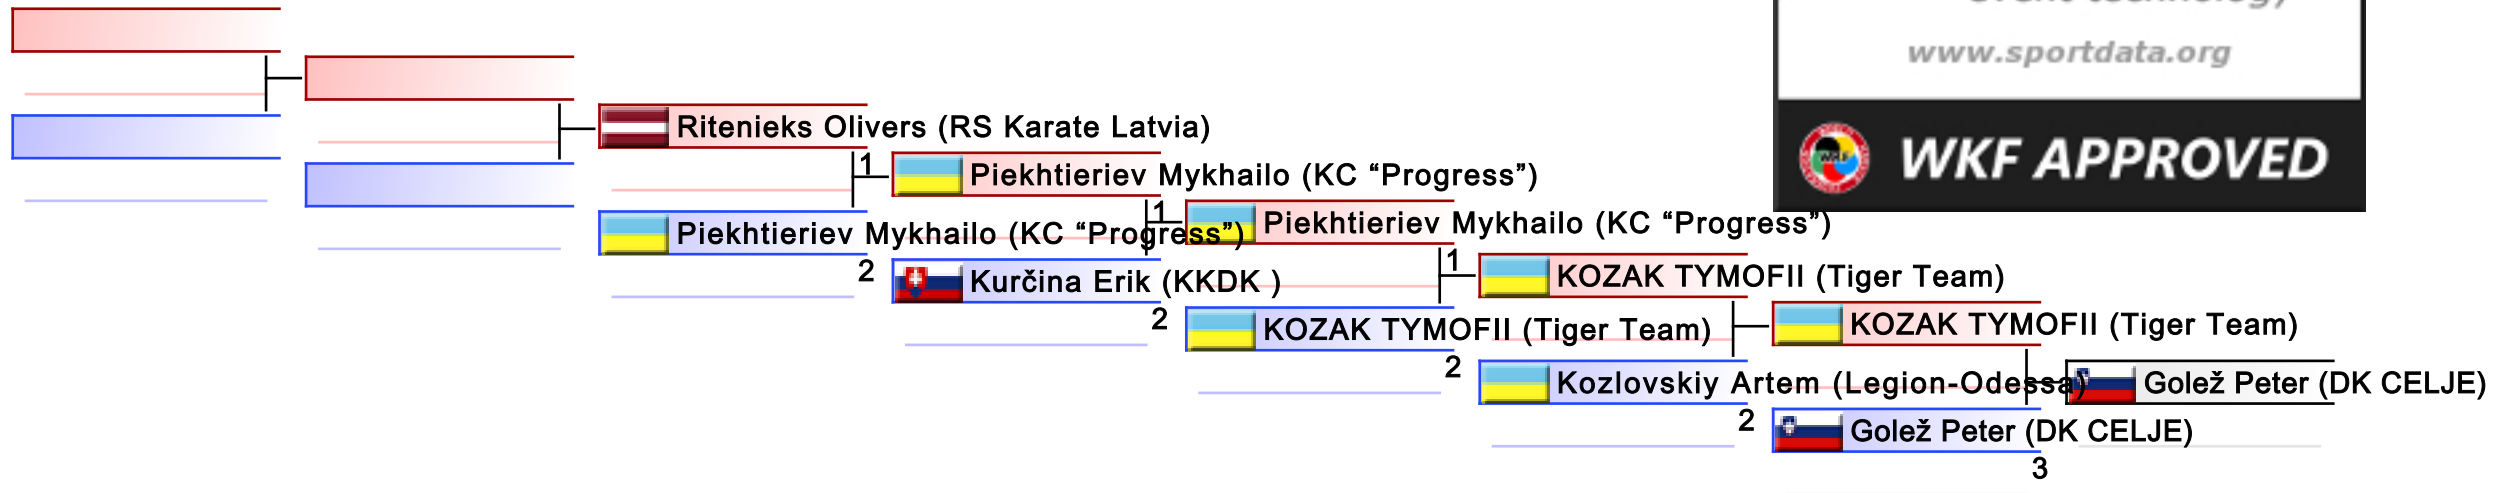 event technology
www.sportdata.org
WKF APPROVED
Ritenieks Olivers (RS Karate Latvia)
1
Piekhtieriev Mykhailo (KC “Progress”)
Piekhtieriev Mykhailo (KC “Progress”)
2
1
Kurčina Erik (KKDK )
2
Piekhtieriev Mykhailo (KC “Progress”)
1
KOZAK TYMOFII (Tiger Team)
2
KOZAK TYMOFII (Tiger Team)
Kozlovskiy Artem (Legion-Odessa)
2
KOZAK TYMOFII (Tiger Team)
Golež Peter (DK CELJE)
3
Golež Peter (DK CELJE)